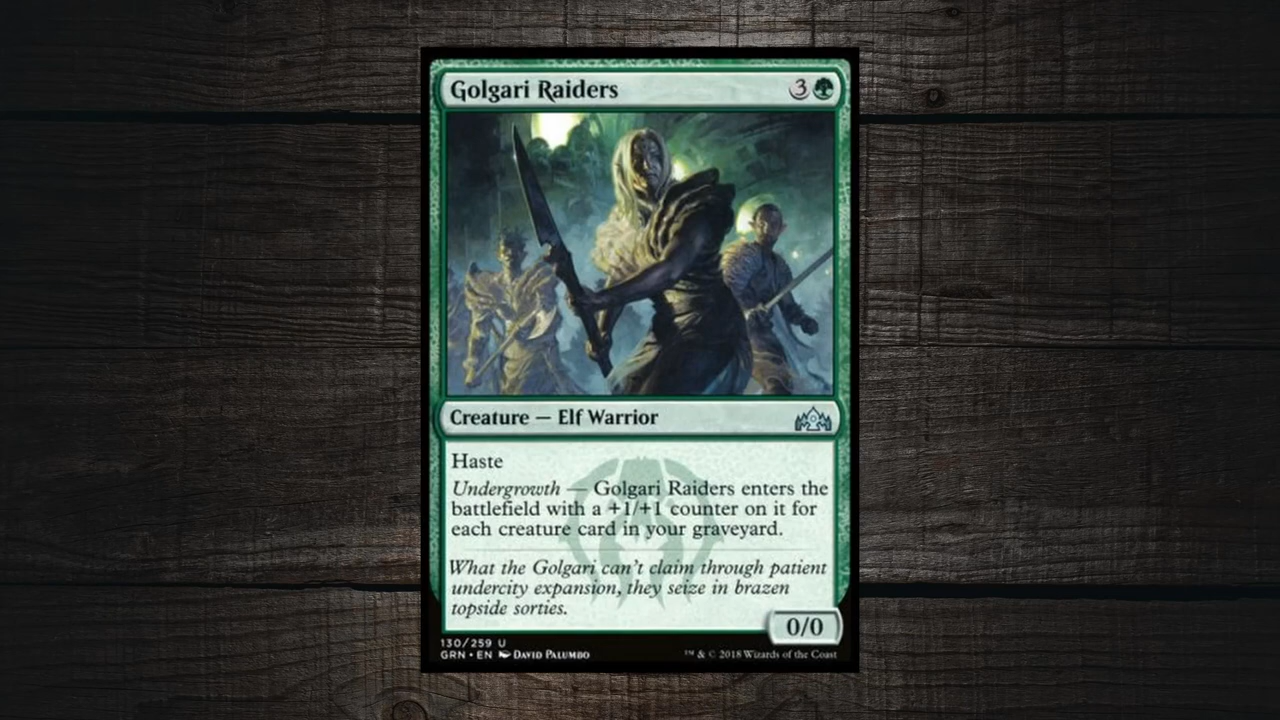 Golgari Raiders 3
Creature — Elf Warrior
Haste
Undergrowth — Golgari Raiders enters the
battlefield with a +1/+1 counter on it for
each creature card in your graveyard.
What the Golgari can't claim through patient
undercity expansion, they seize in brazen
topside sorties.
0/0
130/259 U
GRN • EN DAVID PALUMBO
™ & © 2018 Wizards of the Coast